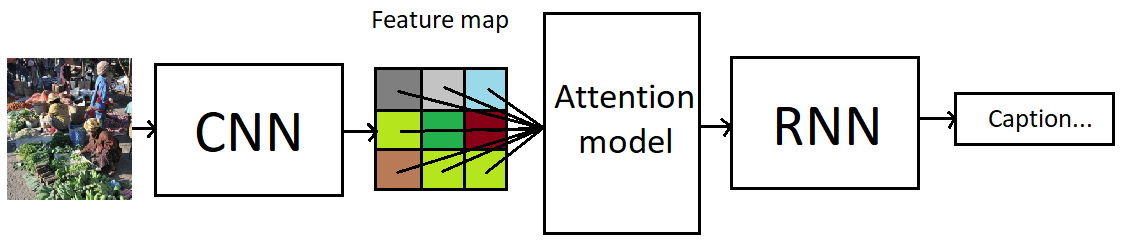 Feature map
CNN
Attention
model
RNN
Caption...